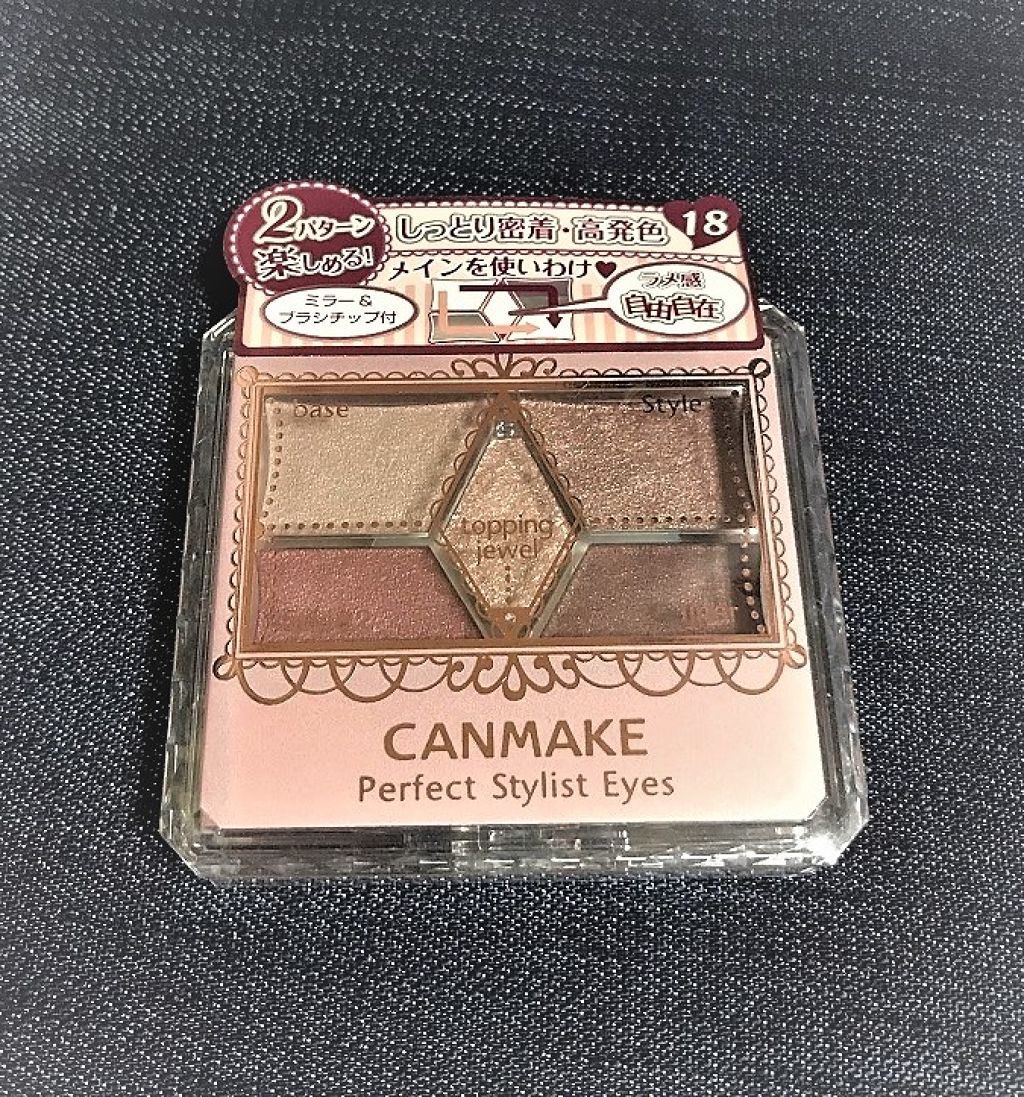 2パターン
楽しめる!
しっとり密着・高発色
18
メインを使いわけ♥
ミラー&
ブラシチップ付
ラメ感
自由自在
base
Style
topping
jewel
CANMAKE
Perfect Stylist Eyes